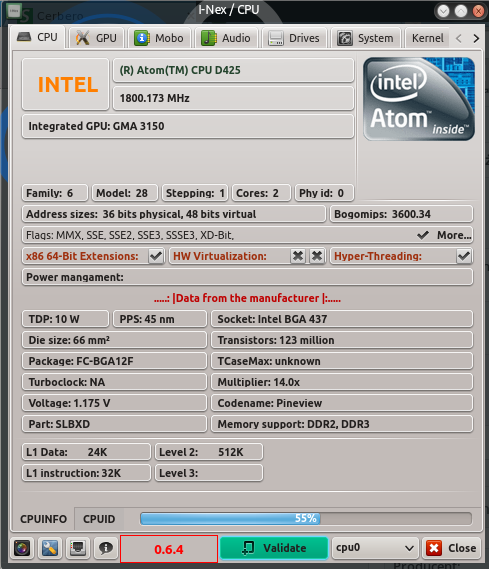 I-Nex / CPU
CPU GPU Mobo Audio Drives System Kernel
INTEL
(R) Atom(TM) CPU D425
1800.173 MHz
Integrated GPU: GMA 3150
intel
Atom™ inside™
Family: 6 Model: 28 Stepping: 1 Cores: 2 Phy id: 0
Address sizes: 36 bits physical, 48 bits virtual Bogomips: 3600.34
Flags: MMX, SSE, SSE2, SSE3, SSSE3, XD-Bit, More...
x86 64-Bit Extensions: HW Virtualization: Hyper-Threading:
Power mangament:
.....: |Data from the manufacturer |:.....
TDP: 10 W PPS: 45 nm Socket: Intel BGA 437
Die size: 66 mm² Transistors: 123 million
Package: FC-BGA12F TCaseMax: unknown
Turboclock: NA Multiplier: 14.0x
Voltage: 1.175 V Codename: Pineview
Part: SLBXD Memory support: DDR2, DDR3
L1 Data: 24K Level 2: 512K
L1 instruction: 32K Level 3:
CPUINFO CPUID 55%
0.6.4 Validate cpu0 Close